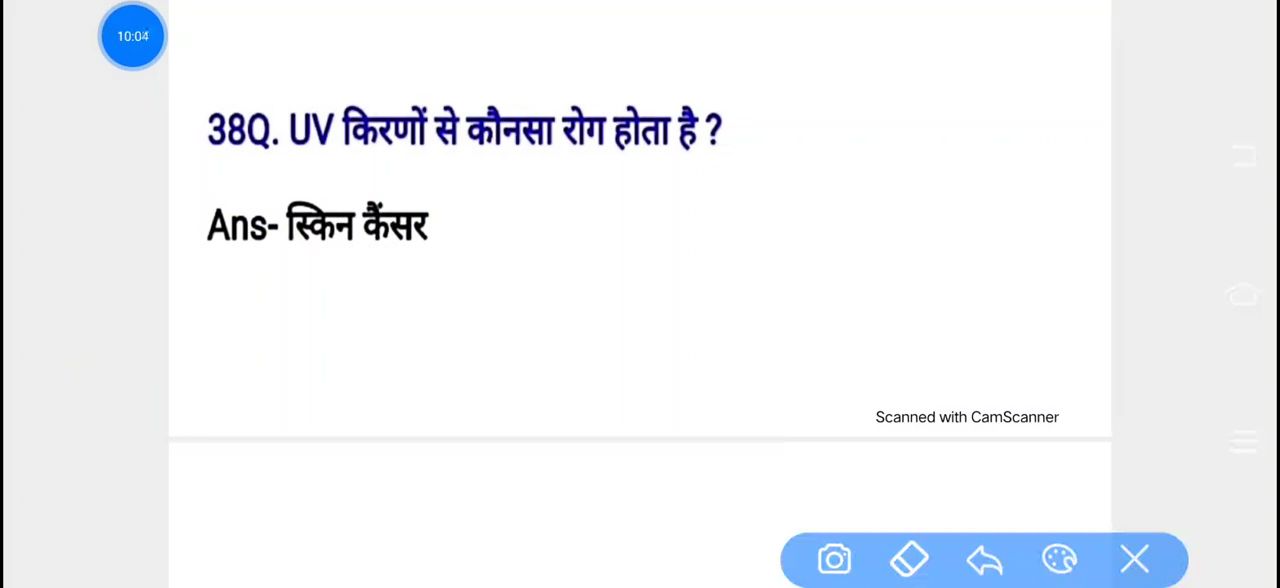 10:04
38Q. UV किरणों से कौनसा रोग होता है ?
Ans- स्किन कैंसर
Scanned with CamScanner